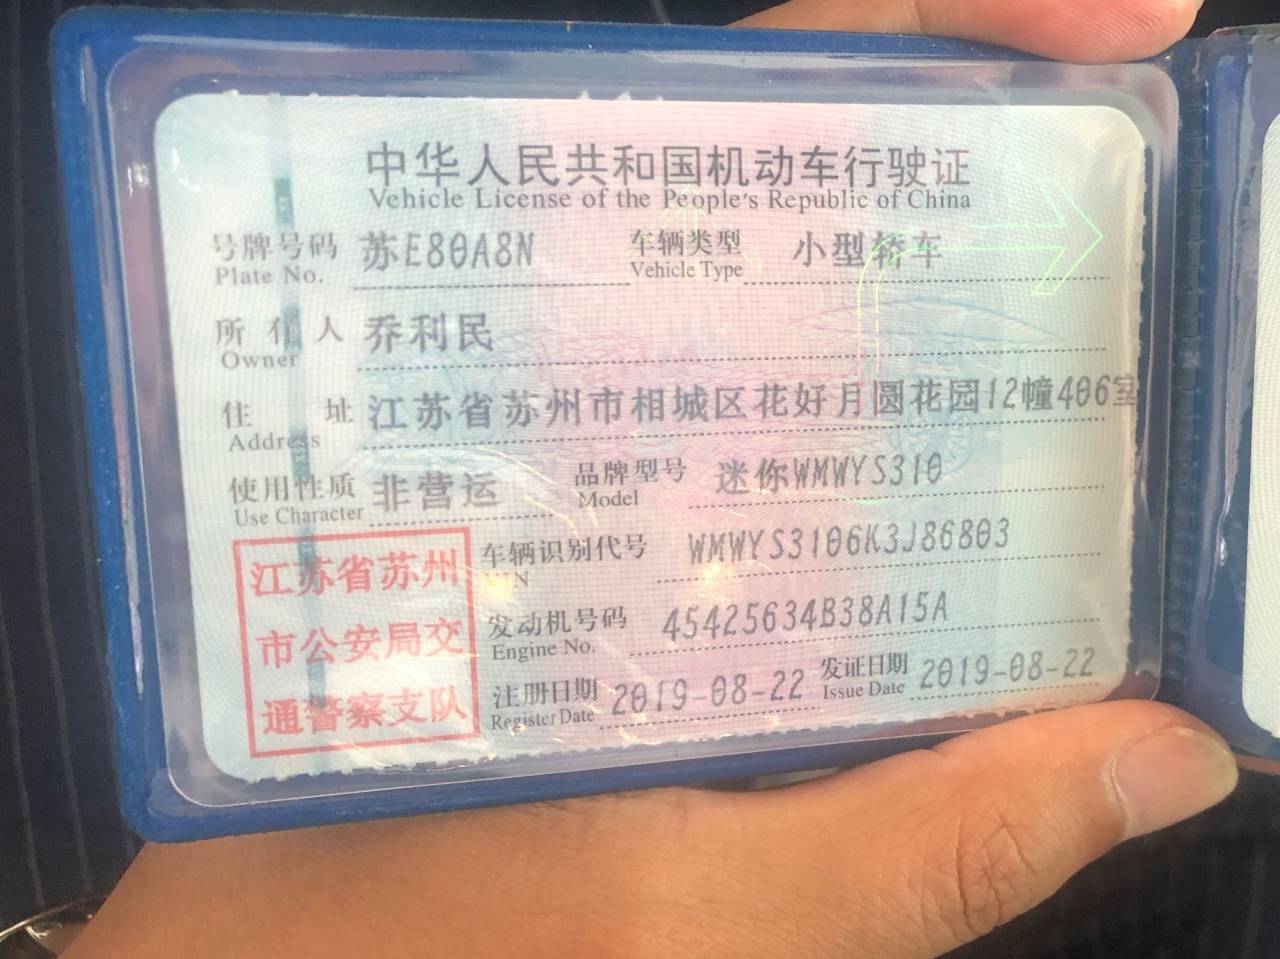 中华人民共和国机动车行驶证
Vehicle License of the People's Republic of China
号牌号码 苏E80A8N 车辆类型 小型轿车
Plate No. Vehicle Type
所有人 乔利民
Owner
住址 江苏省苏州市相城区花好月圆花园12幢406室
Address
使用性质 非营运 品牌型号 迷你WMWYS310
Use Character Model
车辆识别代号 WMWYS3106K3J86803
VIN
发动机号码 45425634B38A15A
Engine No.
注册日期 2019-08-22 发证日期 2019-08-22
Register Date Issue Date
江苏省苏州
市公安局交
通警察支队